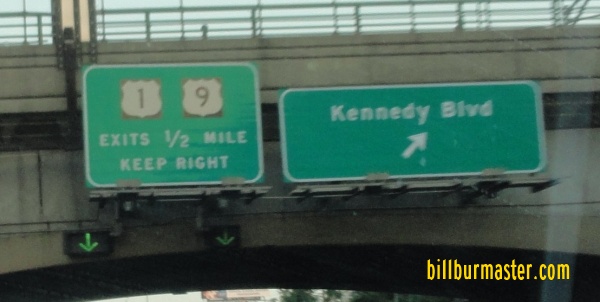 1 9
EXITS 1/2 MILE
KEEP RIGHT
Kennedy Blvd
billburmaster.com